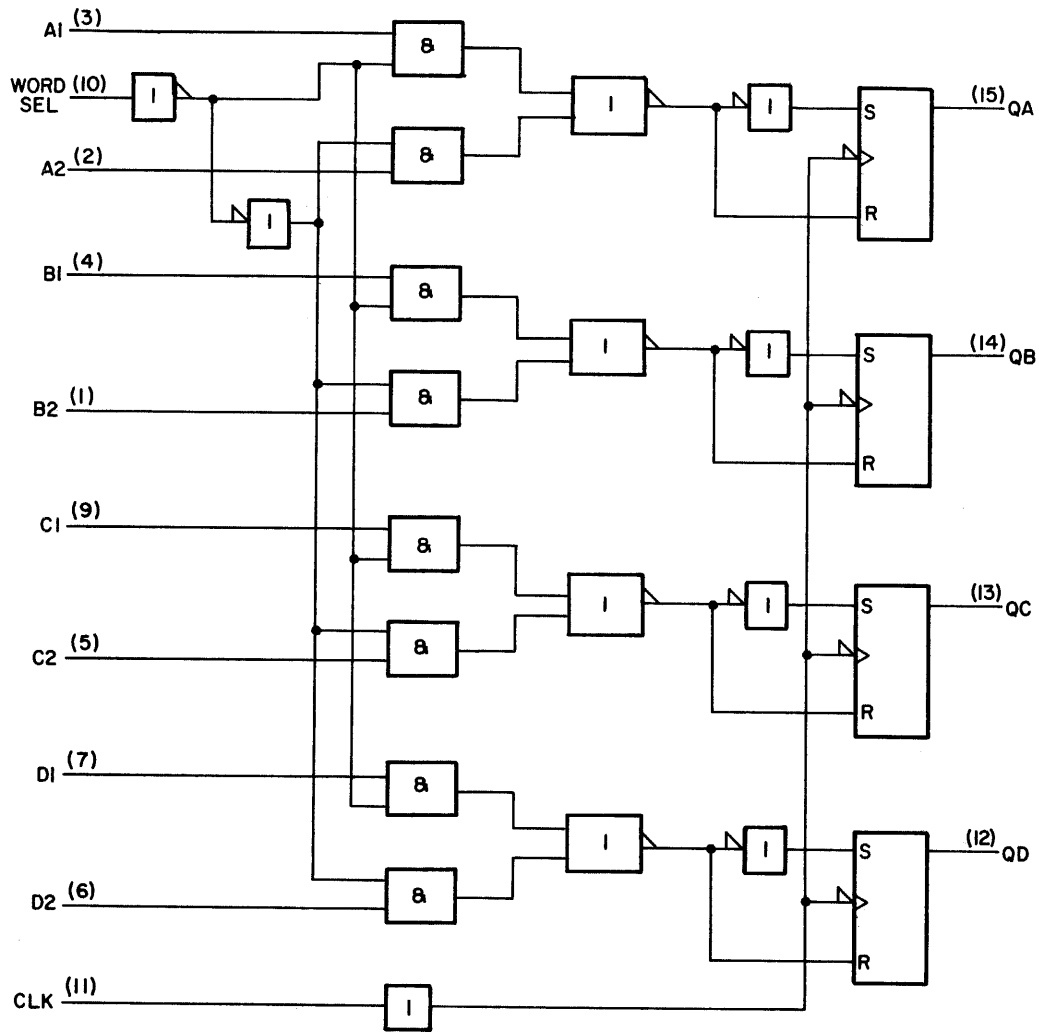 A1 (3)
&
WORD SEL (10)
1
1
1
S
(15) QA
A2 (2)
&
R
1
B1 (4)
&
1
1
S
(14) QB
B2 (1)
&
R
C1 (9)
&
1
1
S
(13) QC
C2 (5)
&
R
D1 (7)
&
1
1
S
(12) QD
D2 (6)
&
R
CLK (11)
1